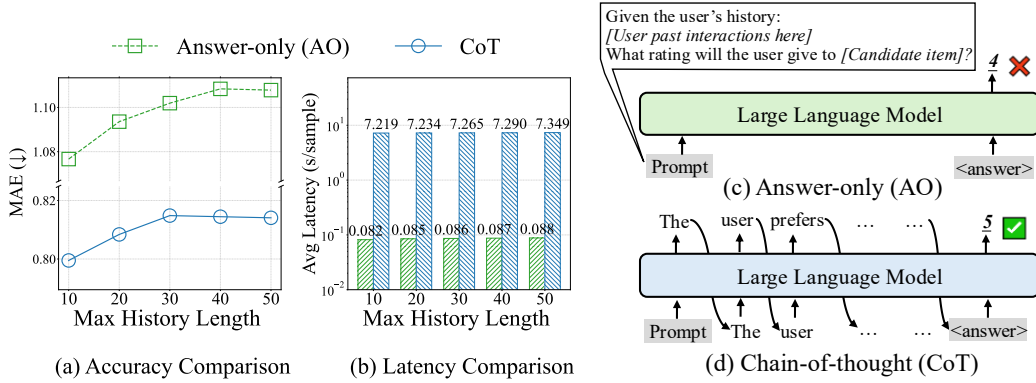 Answer-only (AO)
CoT
MAE (↓)
1.10
1.08
0.82
0.80
10 20 30 40 50
Max History Length
(a) Accuracy Comparison
Avg Latency (s/sample)
10¹
10⁰
10⁻¹
10⁻²
7.219 7.234 7.265 7.290 7.349
0.082 0.085 0.086 0.087 0.088
10 20 30 40 50
Max History Length
(b) Latency Comparison
Given the user's history:
[User past interactions here]
What rating will the user give to [Candidate item]?
4
Large Language Model
Prompt
<answer>
(c) Answer-only (AO)
The user prefers ... ... 5
Large Language Model
Prompt The user ... ... <answer>
(d) Chain-of-thought (CoT)